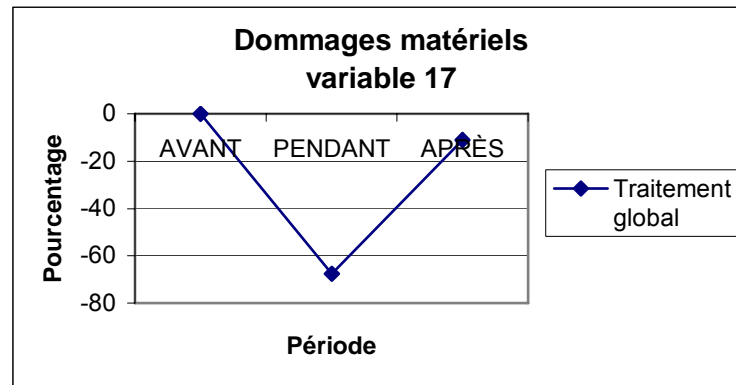 Dommages matériels
variable 17
Pourcentage
0
-20
-40
-60
-80
AVANT PENDANT APRÈS
Période
Traitement
global